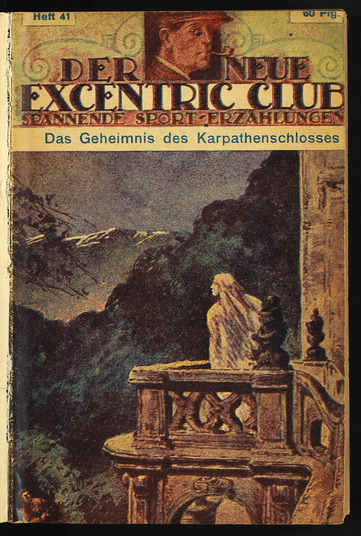 Heft 41
60 Pfg.
DER NEUE
EXCENTRIC CLUB
SPANNENDE SPORT-ERZÄHLUNGEN
Das Geheimnis des Karpathenschlosses